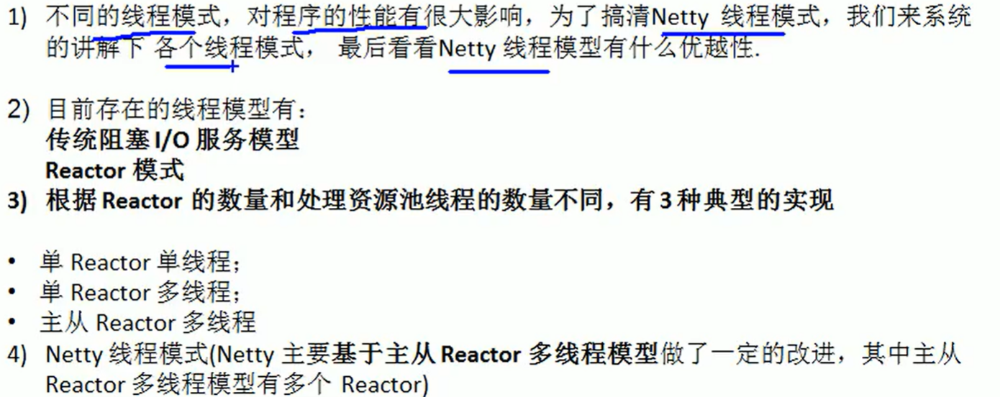 1) 不同的线程模式，对程序的性能有很大影响，为了搞清Netty 线程模式，我们来系统
的讲解下 各个线程模式， 最后看看Netty 线程模型有什么优越性.
2) 目前存在的线程模型有：
传统阻塞 I/O 服务模型
Reactor 模式
3) 根据 Reactor 的数量和处理资源池线程的数量不同，有 3 种典型的实现
• 单 Reactor 单线程；
• 单 Reactor 多线程；
• 主从 Reactor 多线程
4) Netty 线程模式(Netty 主要基于主从 Reactor 多线程模型做了一定的改进，其中主从
Reactor 多线程模型有多个 Reactor)